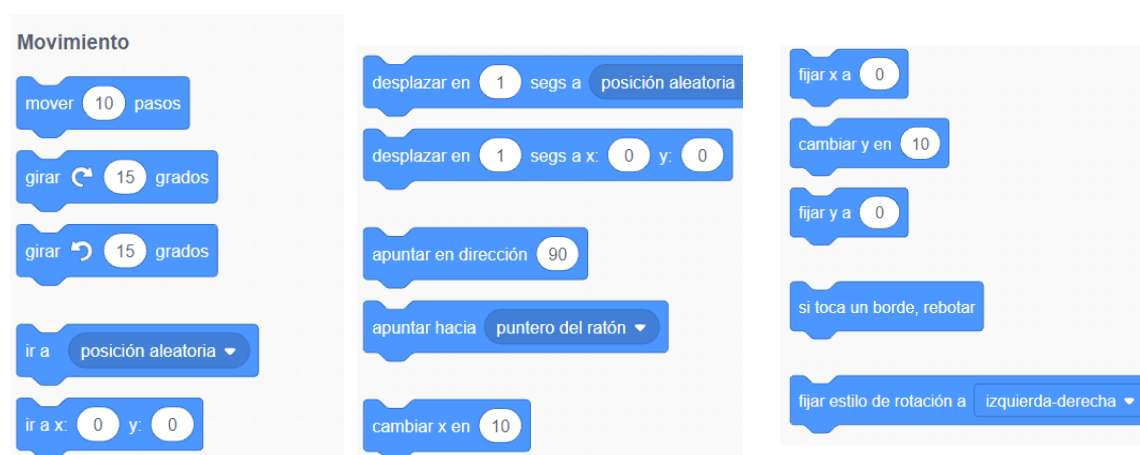 Movimiento
mover 10 pasos
girar 15 grados
girar 15 grados
ir a posición aleatoria
ir a x: 0 y: 0
desplazar en 1 segs a posición aleatoria
desplazar en 1 segs a x: 0 y: 0
apuntar en dirección 90
apuntar hacia puntero del ratón
cambiar x en 10
fijar x a 0
cambiar y en 10
fijar y a 0
si toca un borde, rebotar
fijar estilo de rotación a izquierda-derecha